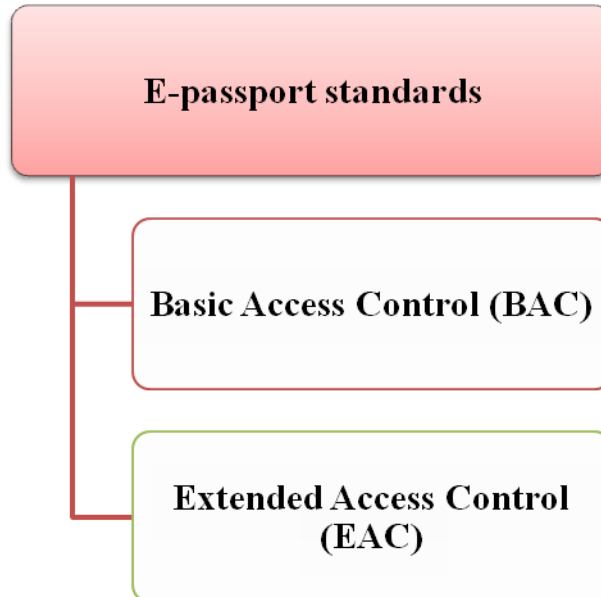 E-passport standards
Basic Access Control (BAC)
Extended Access Control
(EAC)